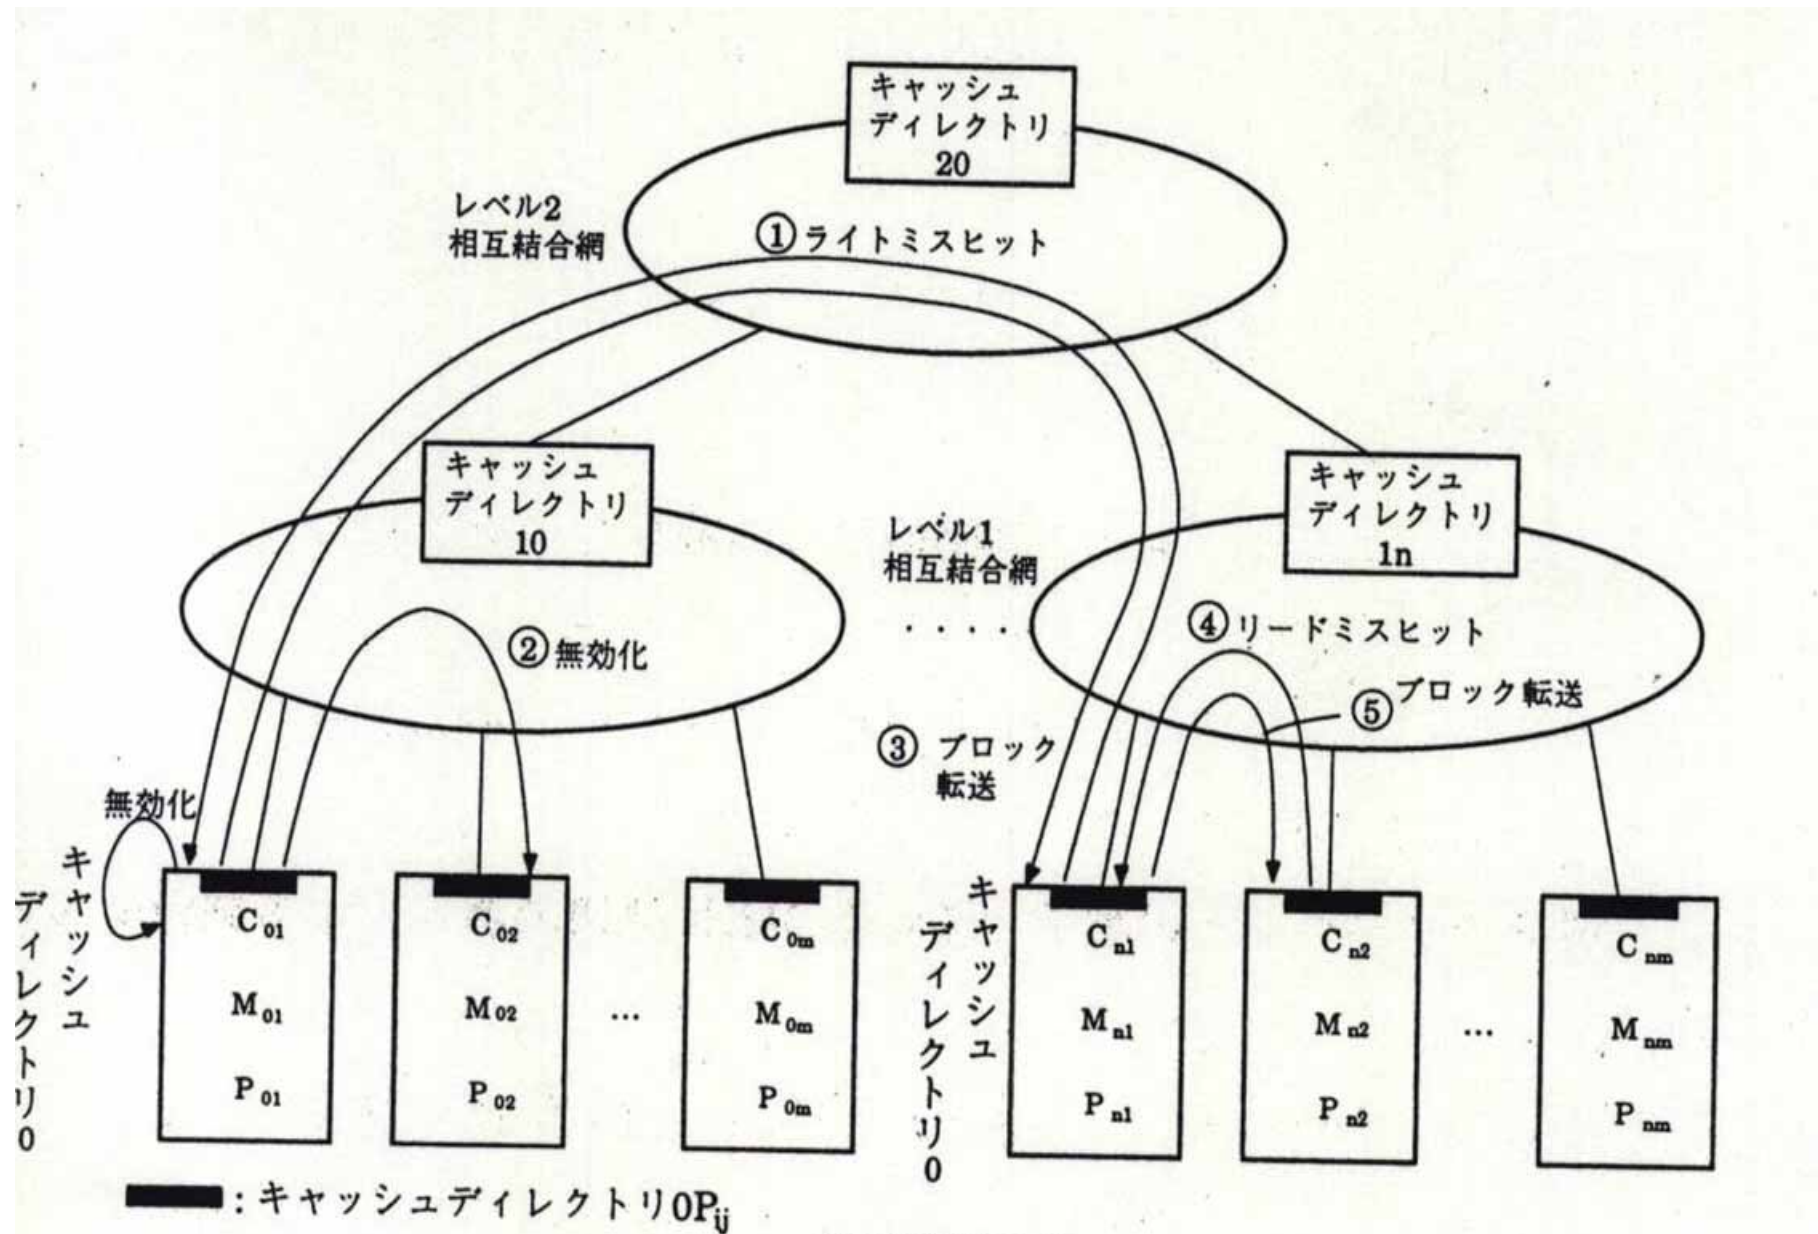 キャッシュ
ディレクトリ
20
レベル2
相互結合網
①ライトミスヒット
キャッシュ
ディレクトリ
10
レベル1
相互結合網
キャッシュ
ディレクトリ
1n
②無効化
・・・・・
④リードミスヒット
⑤ブロック転送
③ブロック
転送
無効化
キャッシュ
ディレクトリ0
C01
M01
P01
C02
M02
P02
...
C0m
M0m
P0m
キャッシュ
ディレクトリ0
Cn1
Mn1
Pn1
Cn2
Mn2
Pn2
...
Cnm
Mnm
Pnm
:キャッシュディレクトリ0Pij